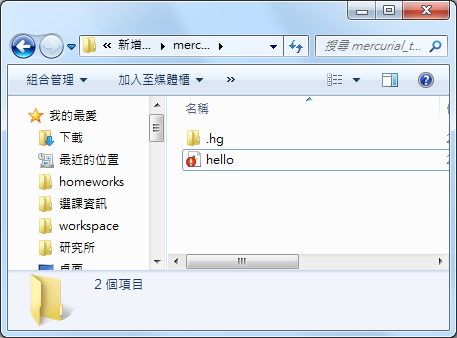 « 新增... ▸ merc... ▸
搜尋 mercurial_t...
組合管理 加入至媒體櫃 »
名稱
我的最愛
下載
最近的位置
homeworks
選課資訊
workspace
研究所
桌面
.hg
hello
2 個項目